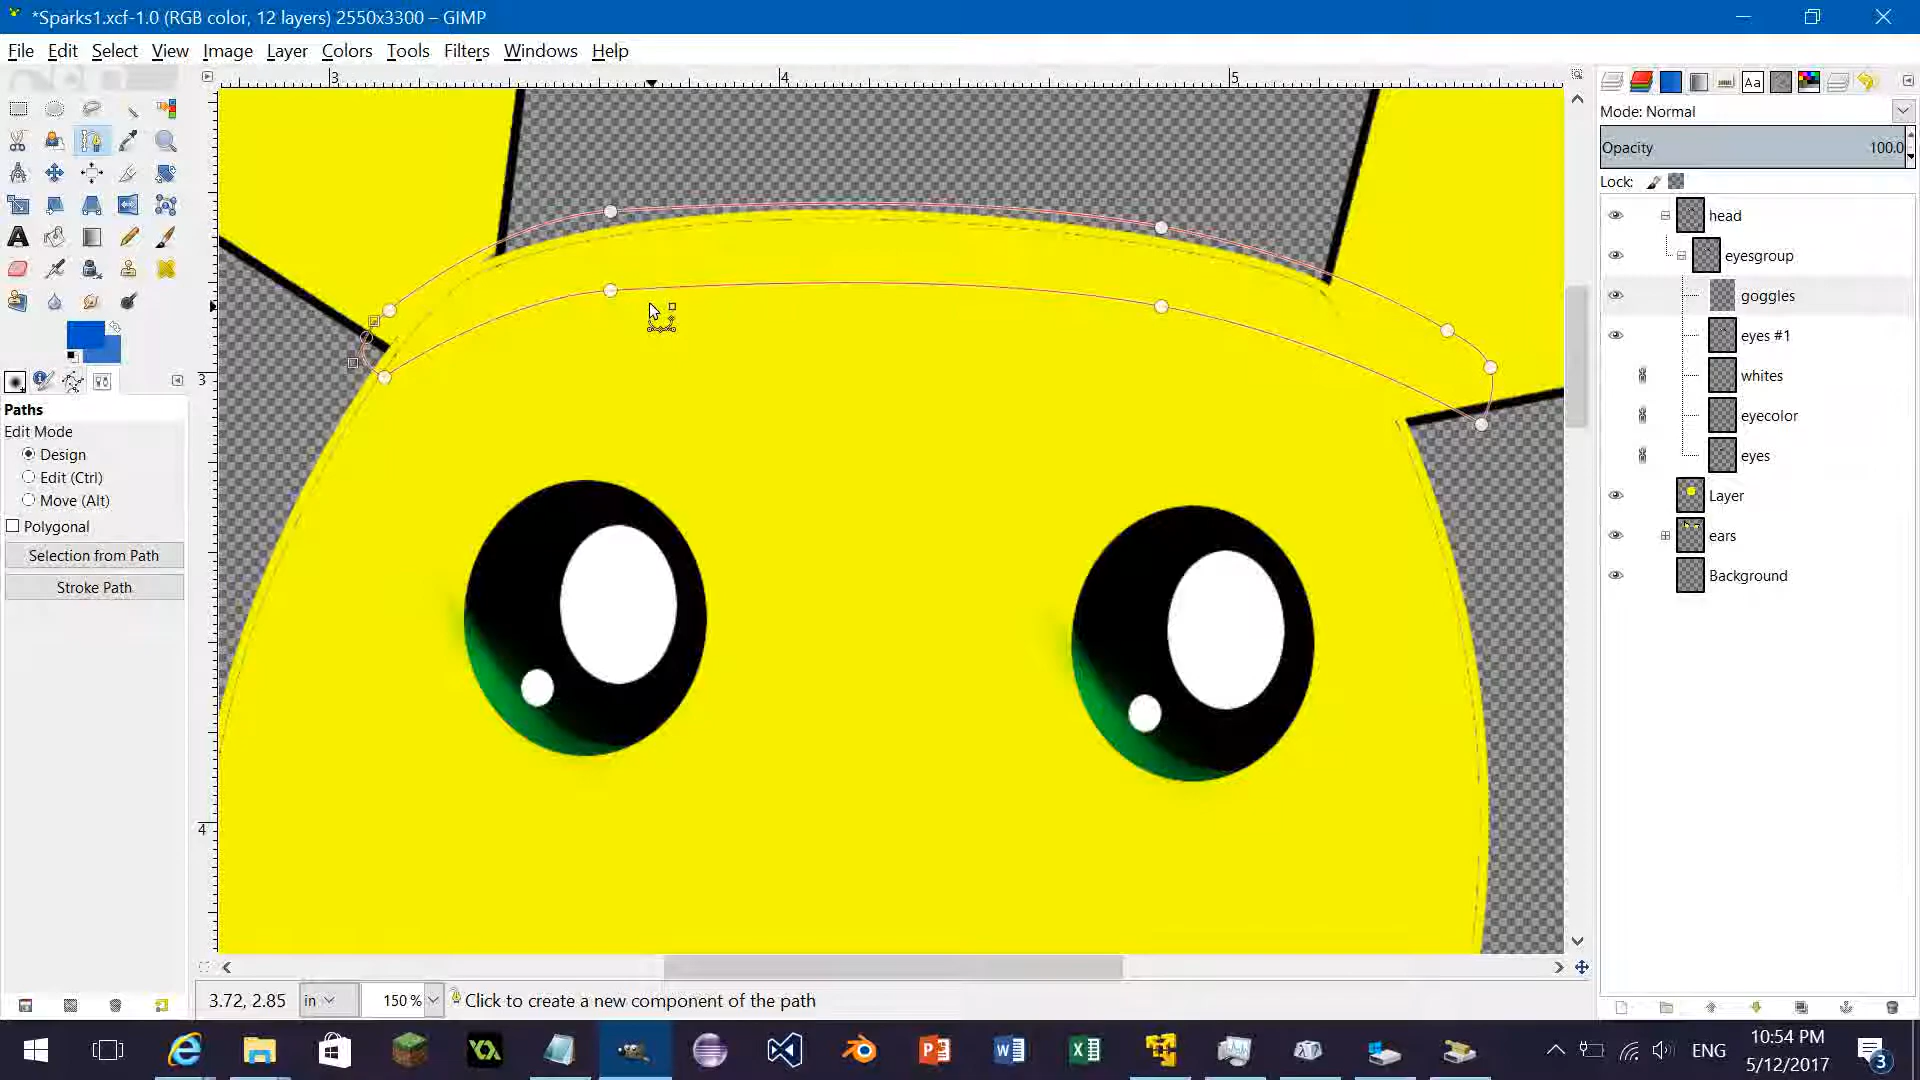 *Sparks1.xcf-1.0 (RGB color, 12 layers) 2550x3300 – GIMP
File Edit Select View Image Layer Colors Tools Filters Windows Help
3 4 5
Mode: Normal
Opacity 100.0
Lock:
head
eyesgroup
goggles
eyes #1
whites
eyecolor
eyes
Layer
ears
Background
Paths
Edit Mode
Design
Edit (Ctrl)
Move (Alt)
Polygonal
Selection from Path
Stroke Path
3
4
3.72, 2.85 in 150 % Click to create a new component of the path
ENG
10:54 PM
5/12/2017
3